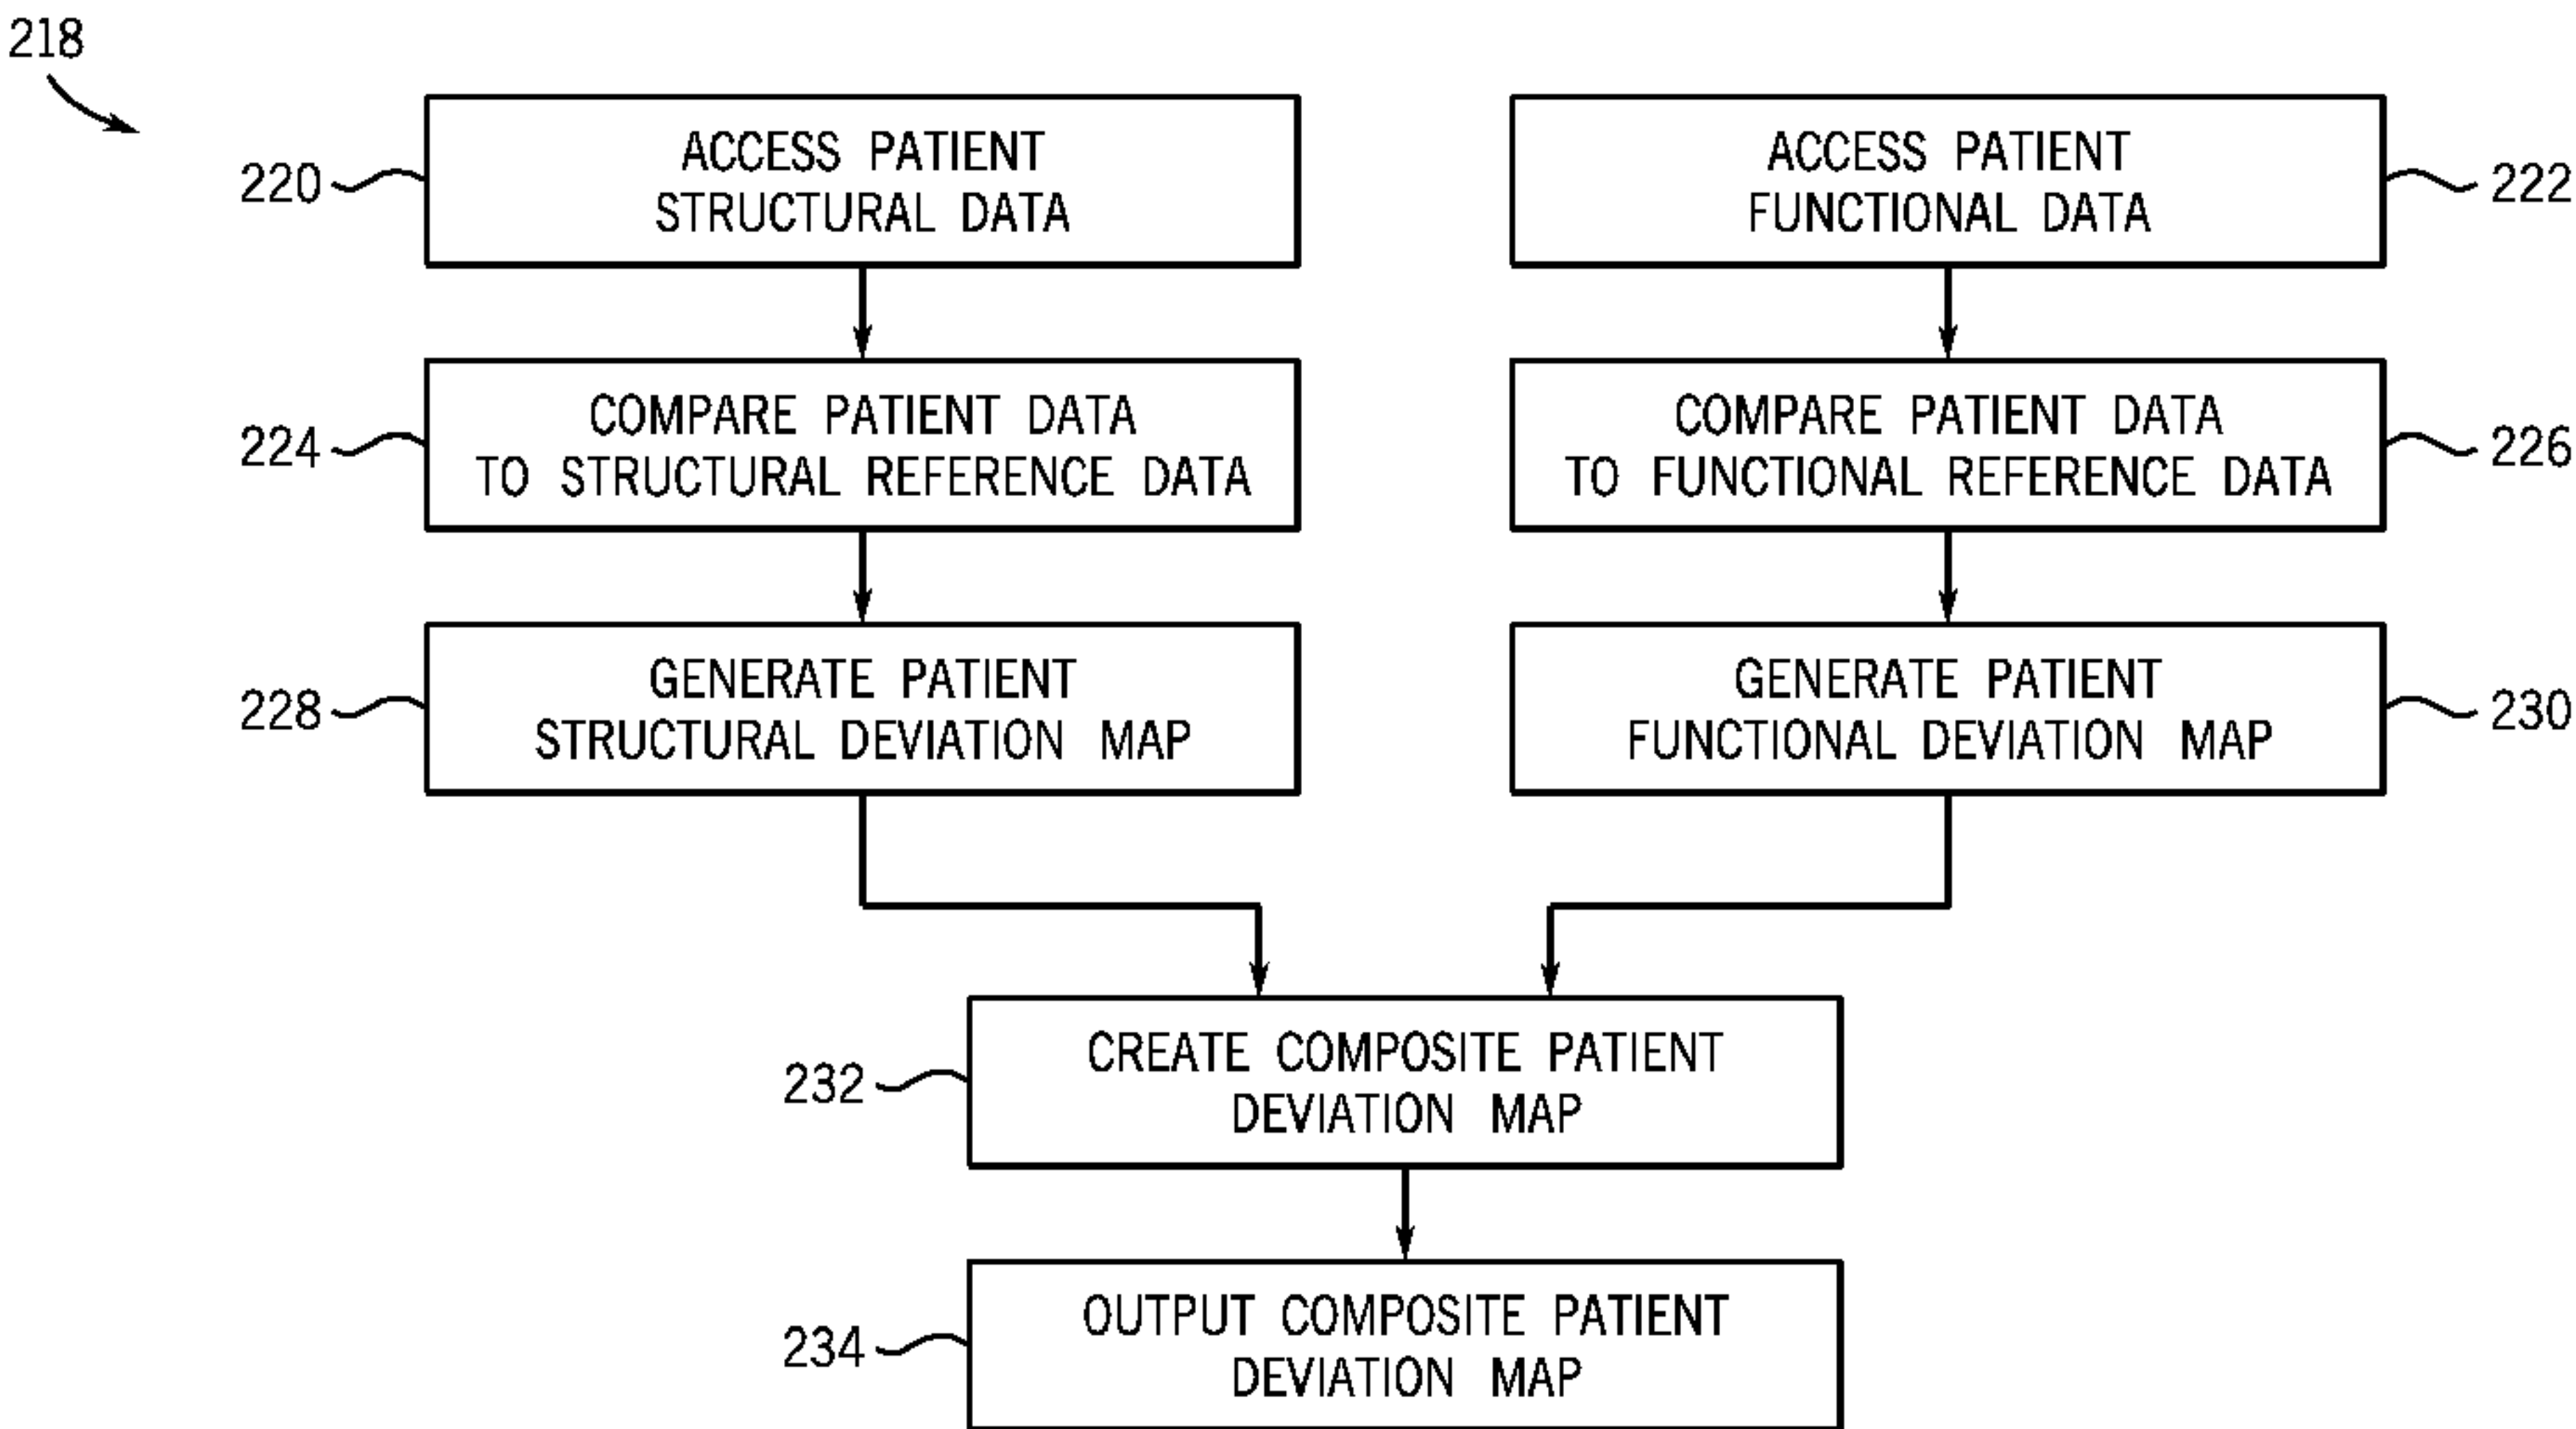 218
220
ACCESS PATIENT
STRUCTURAL DATA
ACCESS PATIENT
FUNCTIONAL DATA
222
224
COMPARE PATIENT DATA
TO STRUCTURAL REFERENCE DATA
COMPARE PATIENT DATA
TO FUNCTIONAL REFERENCE DATA
226
228
GENERATE PATIENT
STRUCTURAL DEVIATION MAP
GENERATE PATIENT
FUNCTIONAL DEVIATION MAP
230
232
CREATE COMPOSITE PATIENT
DEVIATION MAP
234
OUTPUT COMPOSITE PATIENT
DEVIATION MAP